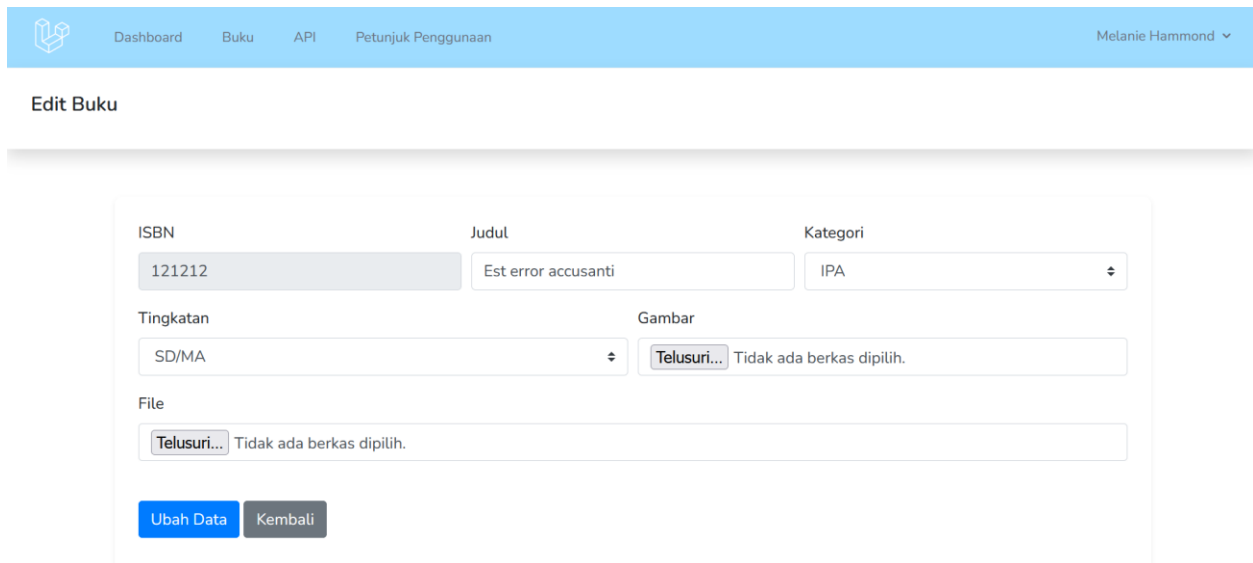 Dashboard Buku API Petunjuk Penggunaan Melanie Hammond
Edit Buku
ISBN Judul Kategori
121212 Est error accusanti IPA
Tingkatan Gambar
SD/MA Telusuri... Tidak ada berkas dipilih.
File
Telusuri... Tidak ada berkas dipilih.
Ubah Data Kembali